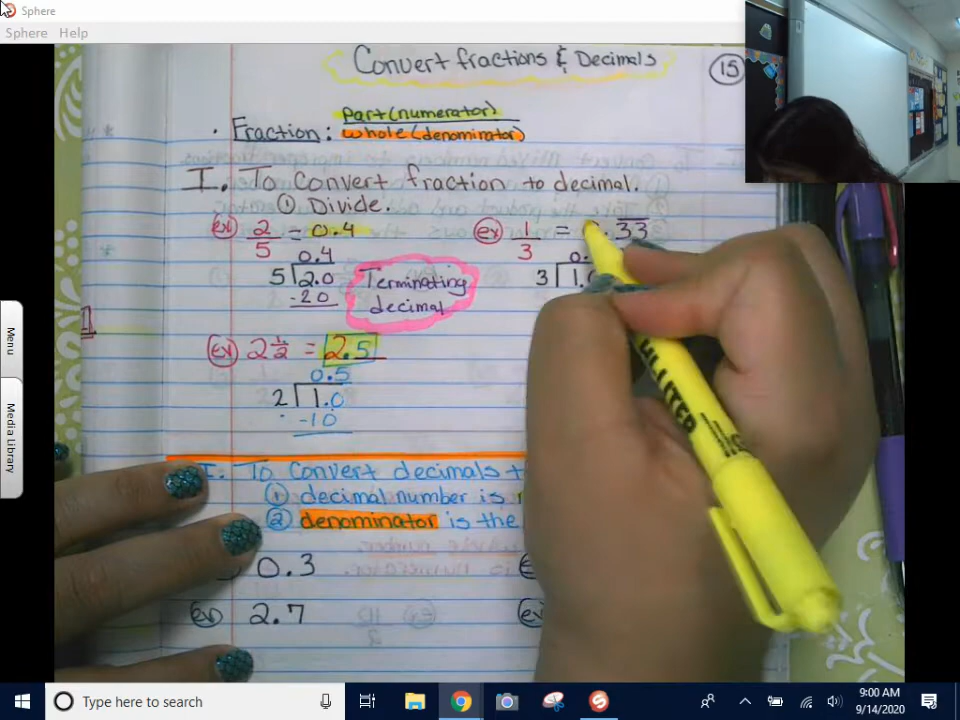 Sphere
Sphere Help
Convert fractions & Decimals
15
Fraction: part(numerator)
whole(denominator)
I. To Convert fraction to decimal.
① Divide.
ex 2/5 = 0.4
0.4
5 2.0
-20
Terminating
decimal
ex 1/3 = 0.33
0.
3 1.0
ex 2 1/2 = 2.5
0.5
2 1.0
-10
I. To Convert decimals
① decimal number is
② denominator is the
0.3
ex 2.7
ex
Menu
Media Library
Type here to search
9:00 AM
9/14/2020